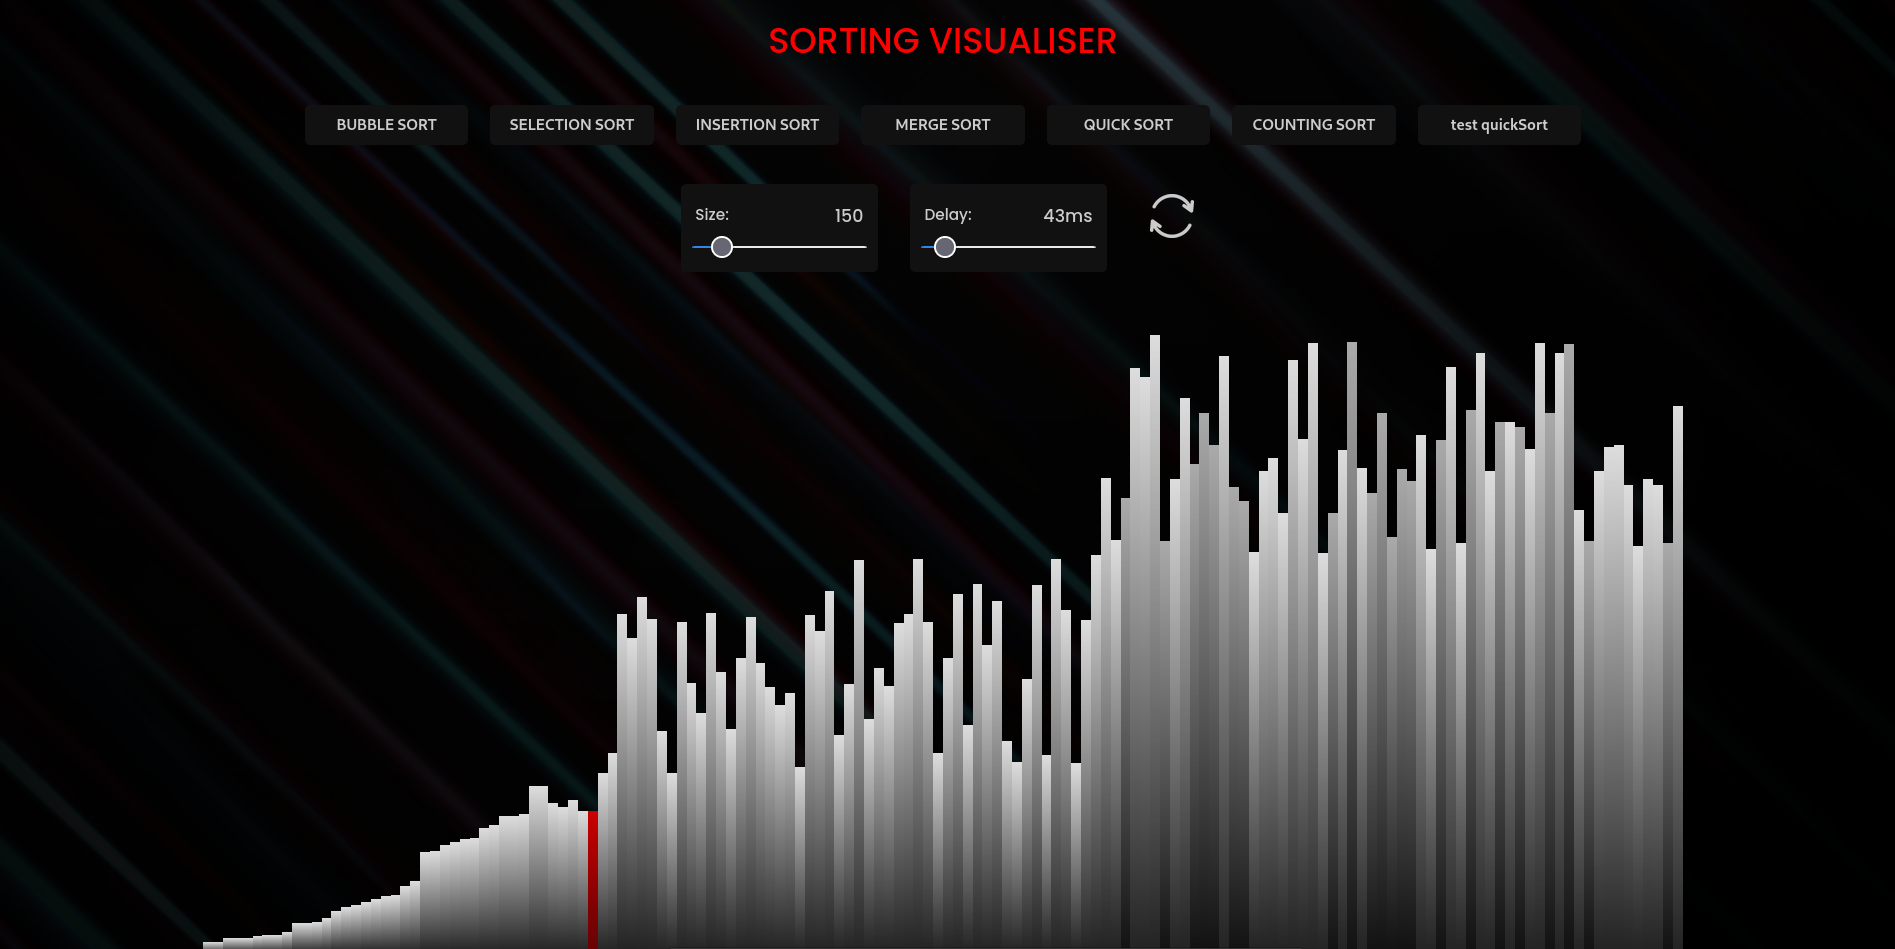 SORTING VISUALISER
BUBBLE SORT
SELECTION SORT
INSERTION SORT
MERGE SORT
QUICK SORT
COUNTING SORT
test quickSort
Size: 150
Delay: 43ms